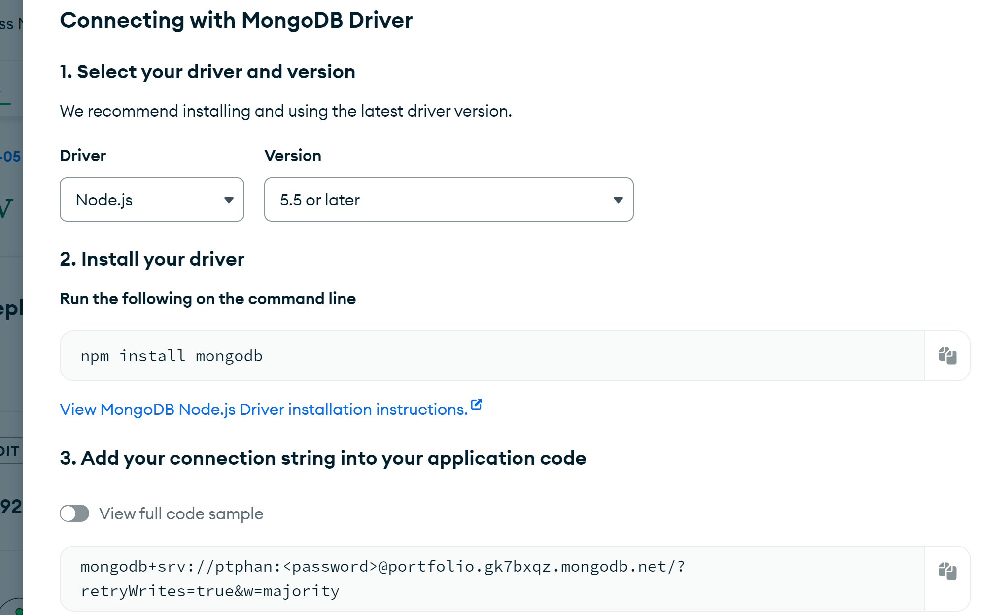 Connecting with MongoDB Driver
1. Select your driver and version
We recommend installing and using the latest driver version.
Driver Version
Node.js 5.5 or later
2. Install your driver
Run the following on the command line
npm install mongodb
View MongoDB Node.js Driver installation instructions.
3. Add your connection string into your application code
View full code sample
mongodb+srv://ptphan:<password>@portfolio.gk7bxqz.mongodb.net/?
retryWrites=true&w=majority
-05
92